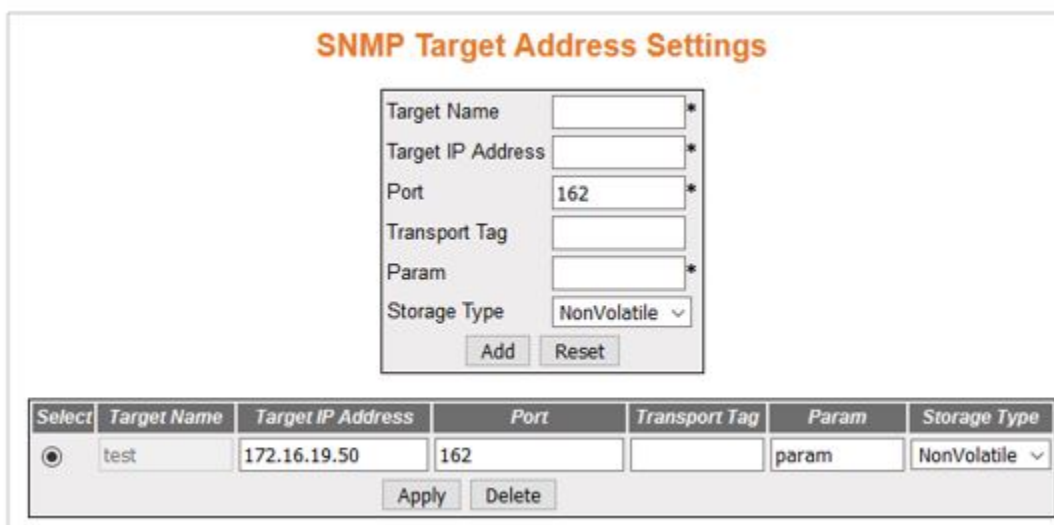 SNMP Target Address Settings
Target Name *
Target IP Address *
Port 162 *
Transport Tag
Param *
Storage Type NonVolatile
Add Reset
Select Target Name Target IP Address Port Transport Tag Param Storage Type
test 172.16.19.50 162 param NonVolatile
Apply Delete